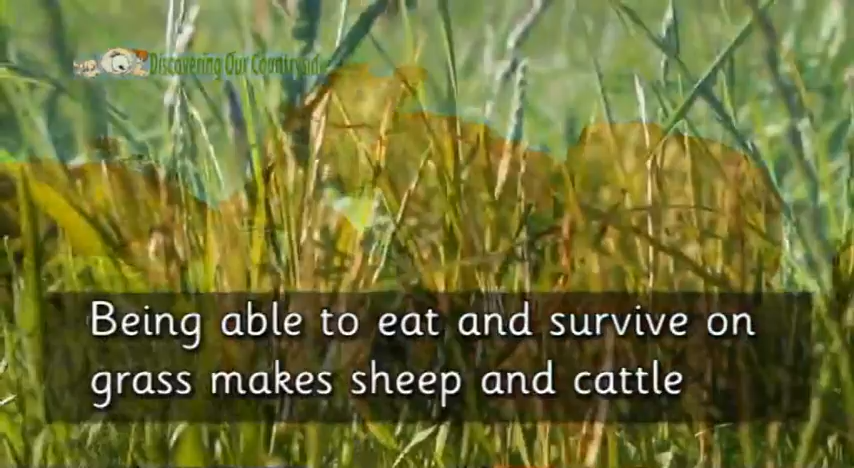 Discovering Our Countryside
Being able to eat and survive on
grass makes sheep and cattle